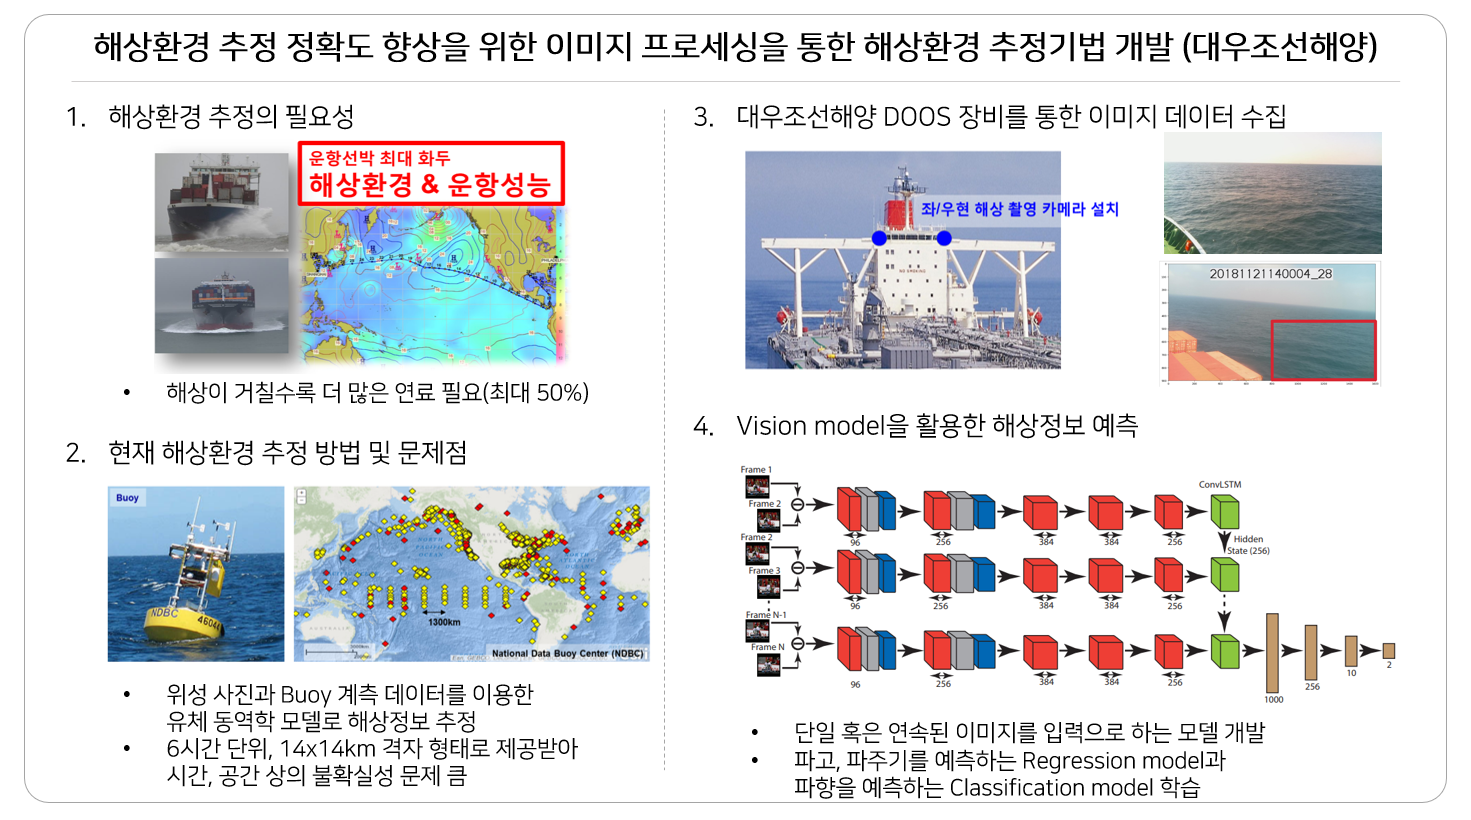 해상환경 추정 정확도 향상을 위한 이미지 프로세싱을 통한 해상환경 추정기법 개발 (대우조선해양)
1. 해상환경 추정의 필요성
운항선박 최대 화두
해상환경 & 운항성능
• 해상이 거칠수록 더 많은 연료 필요(최대 50%)
2. 현재 해상환경 추정 방법 및 문제점
Buoy
NDBC
46044
1300km
National Data Buoy Center (NDBC)
• 위성 사진과 Buoy 계측 데이터를 이용한
유체 동역학 모델로 해상정보 추정
• 6시간 단위, 14x14km 격자 형태로 제공받아
시간, 공간 상의 불확실성 문제 큼
3. 대우조선해양 DOOS 장비를 통한 이미지 데이터 수집
좌/우현 해상 촬영 카메라 설치
NO SMOKING
20181121140004_28
4. Vision model을 활용한 해상정보 예측
Frame 1
Frame 2
96
256
384
384
256
ConvLSTM
Hidden
State (256)
Frame 2
Frame 3
96
256
384
384
256
Frame N-1
Frame N
96
256
384
384
256
1000
256
10
2
• 단일 혹은 연속된 이미지를 입력으로 하는 모델 개발
• 파고, 파주기를 예측하는 Regression model과
파향을 예측하는 Classification model 학습